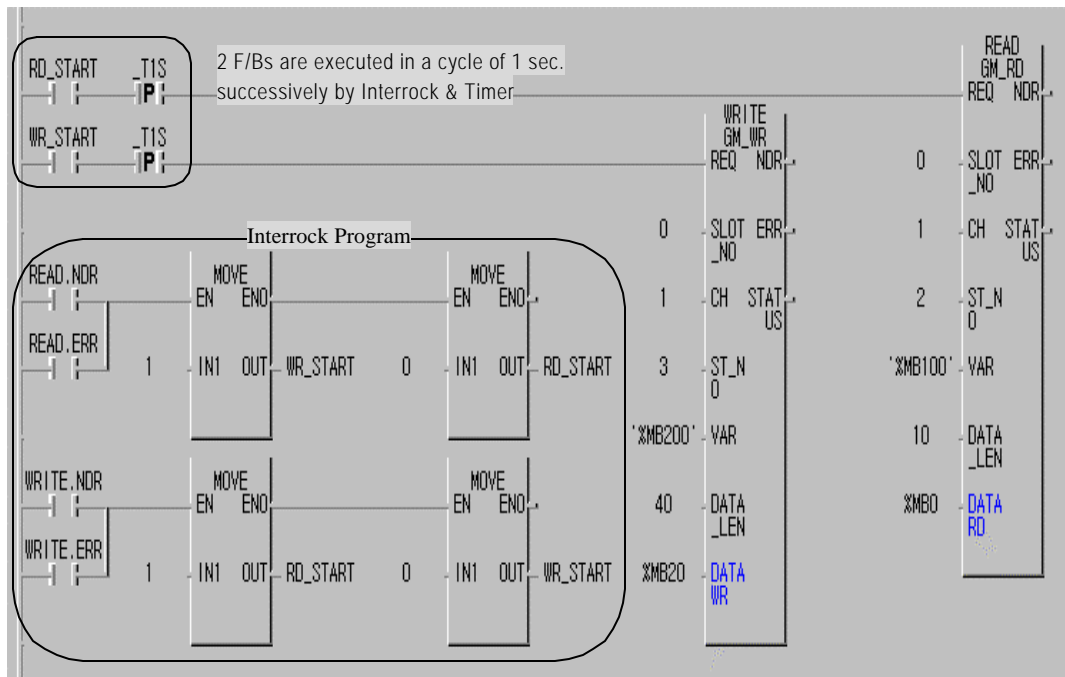 RD_START _T1S
P
2 F/Bs are executed in a cycle of 1 sec.
successively by Interrock & Timer
WR_START _T1S
P
READ
GM_RD
REQ NDR
0 SLOT ERR
_NO
1 CH STAT
US
2 ST_N
O
'%MB100' VAR
10 DATA
_LEN
%MB0 DATA
RD
WRITE
GM_WR
REQ NDR
0 SLOT ERR
_NO
1 CH STAT
US
3 ST_N
O
'%MB200' VAR
40 DATA
_LEN
%MB20 DATA
WR
Interrock Program
READ.NDR
READ.ERR
MOVE
EN ENO
1 IN1 OUT WR_START
MOVE
EN ENO
0 IN1 OUT RD_START
WRITE.NDR
WRITE.ERR
MOVE
EN ENO
1 IN1 OUT RD_START
MOVE
EN ENO
0 IN1 OUT WR_START